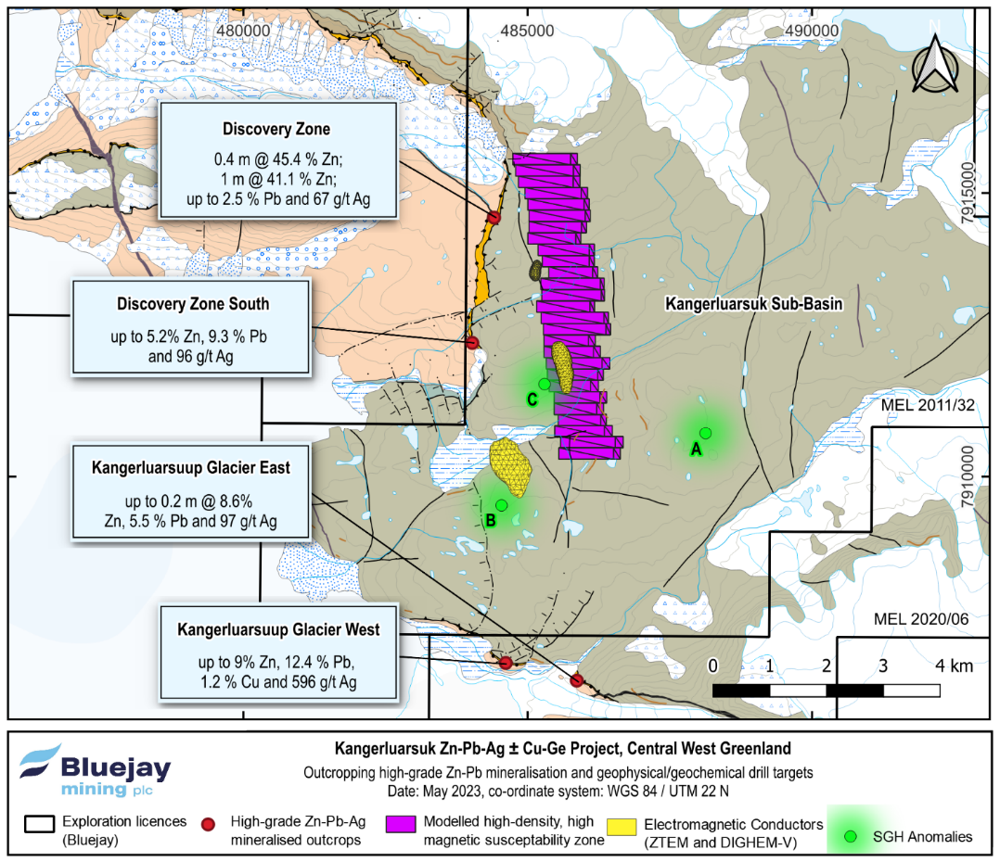 480000
485000
490000
N
Discovery Zone
0.4 m @ 45.4 % Zn;
1 m @ 41.1 % Zn;
up to 2.5 % Pb and 67 g/t Ag
7915000
Discovery Zone South
up to 5.2% Zn, 9.3 % Pb
and 96 g/t Ag
Kangerluarsuk Sub-Basin
C
A
B
MEL 2011/32
7910000
Kangerluarsuup Glacier East
up to 0.2 m @ 8.6%
Zn, 5.5 % Pb and 97 g/t Ag
Kangerluarsuup Glacier West
up to 9% Zn, 12.4 % Pb,
1.2 % Cu and 596 g/t Ag
MEL 2020/06
0 1 2 3 4 km
Bluejay
mining plc
Kangerluarsuk Zn-Pb-Ag ± Cu-Ge Project, Central West Greenland
Outcropping high-grade Zn-Pb mineralisation and geophysical/geochemical drill targets
Date: May 2023, co-ordinate system: WGS 84 / UTM 22 N
Exploration licences
(Bluejay)
High-grade Zn-Pb-Ag
mineralised outcrops
Modelled high-density, high
magnetic susceptability zone
Electromagnetic Conductors
(ZTEM and DIGHEM-V)
SGH Anomalies